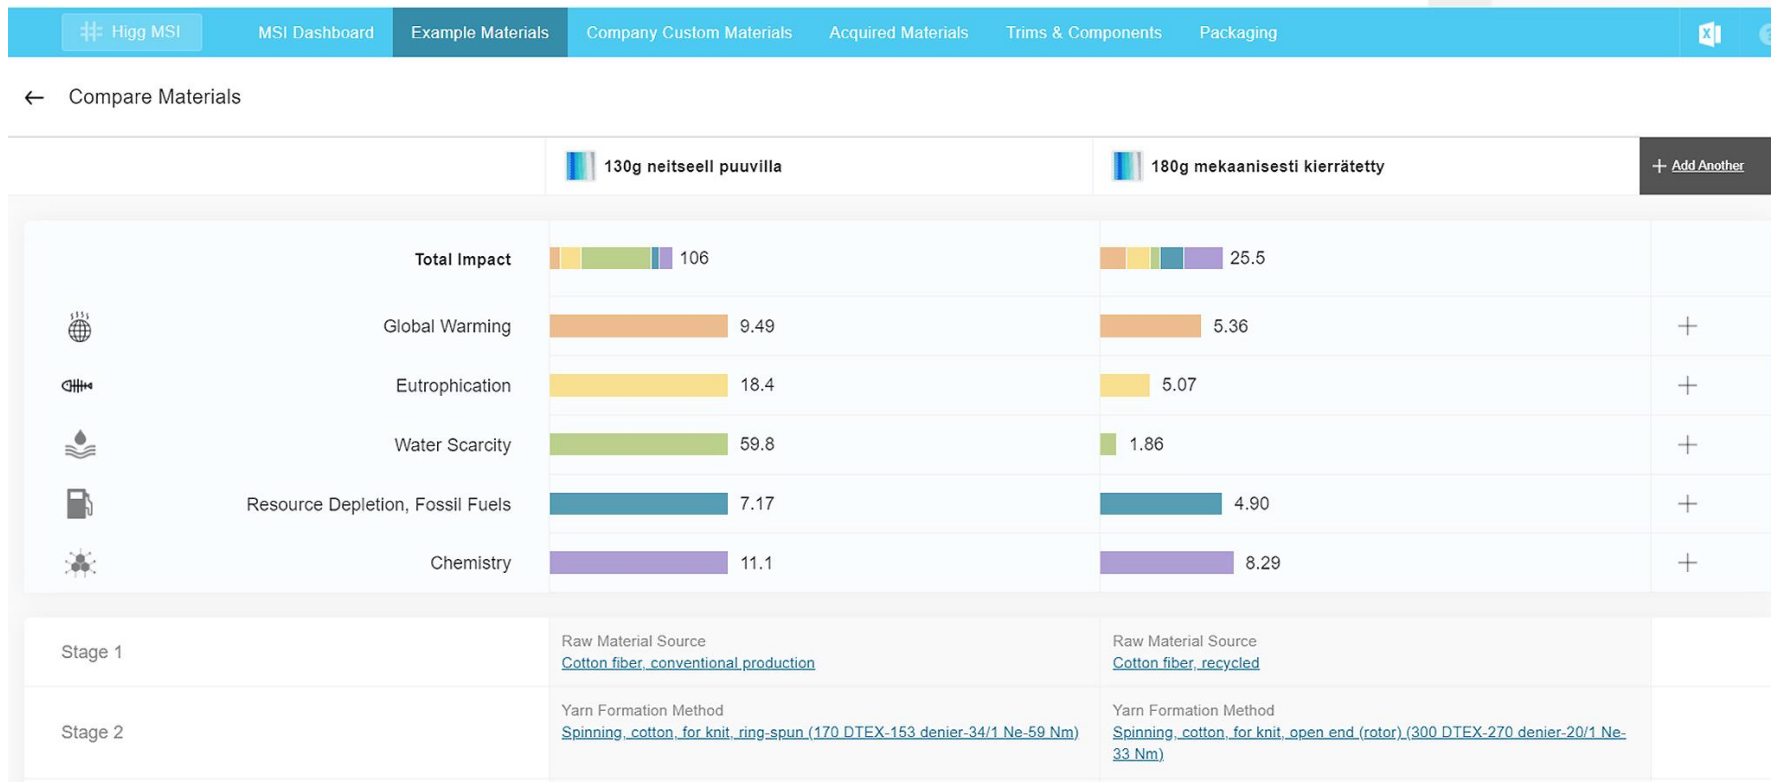 Higg MSI MSI Dashboard Example Materials Company Custom Materials Acquired Materials Trims & Components Packaging
Compare Materials
130g neitseell puuvilla 180g mekaanisesti kierrätetty + Add Another
Total Impact 106 25.5
Global Warming 9.49 5.36
Eutrophication 18.4 5.07
Water Scarcity 59.8 1.86
Resource Depletion, Fossil Fuels 7.17 4.90
Chemistry 11.1 8.29
Raw Material Source Raw Material Source
Stage 1 Cotton fiber, conventional production Cotton fiber, recycled
Yarn Formation Method Yarn Formation Method
Stage 2 Spinning, cotton, for knit, ring-spun (170 DTEX-153 denier-34/1 Ne-59 Nm) Spinning, cotton, for knit, open end (rotor) (300 DTEX-270 denier-20/1 Ne-
33 Nm)